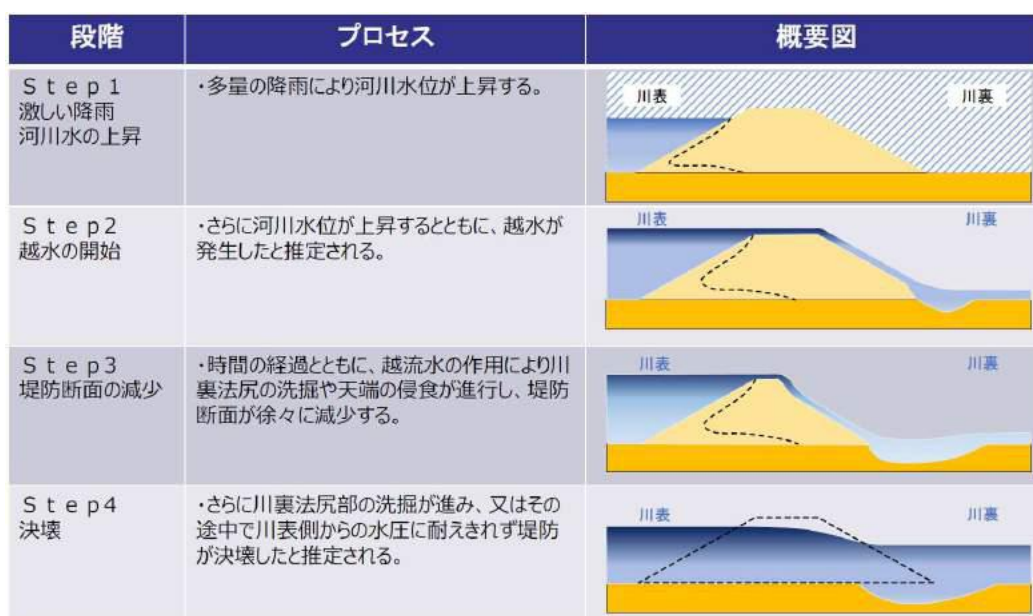 段階 プロセス 概要図
Step1
激しい降雨
河川水の上昇
・多量の降雨により河川水位が上昇する。
川表 川裏
Step2
越水の開始
・さらに河川水位が上昇するとともに、越水が
発生したと推定される。
川表 川裏
Step3
堤防断面の減少
・時間の経過とともに、越流水の作用により川
裏法尻の洗掘や天端の侵食が進行し、堤防
断面が徐々に減少する。
川表 川裏
Step4
決壊
・さらに川裏法尻部の洗掘が進み、又はその
途中で川表側からの水圧に耐えきれず堤防
が決壊したと推定される。
川表 川裏